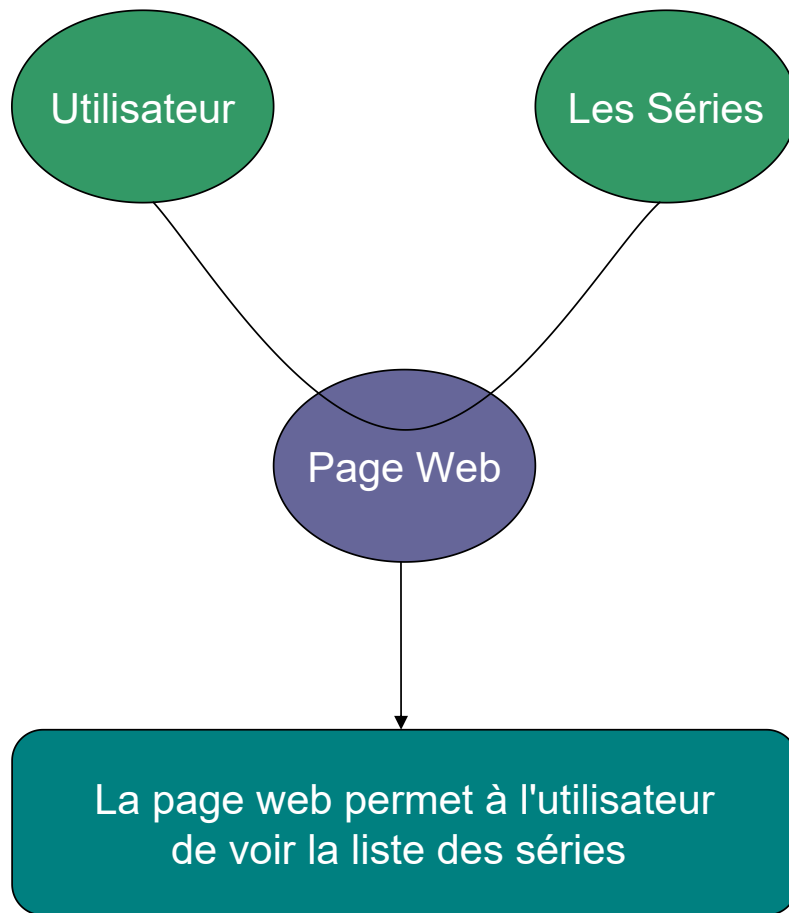 Utilisateur
Les Séries
Page Web
La page web permet à l'utilisateur
de voir la liste des séries